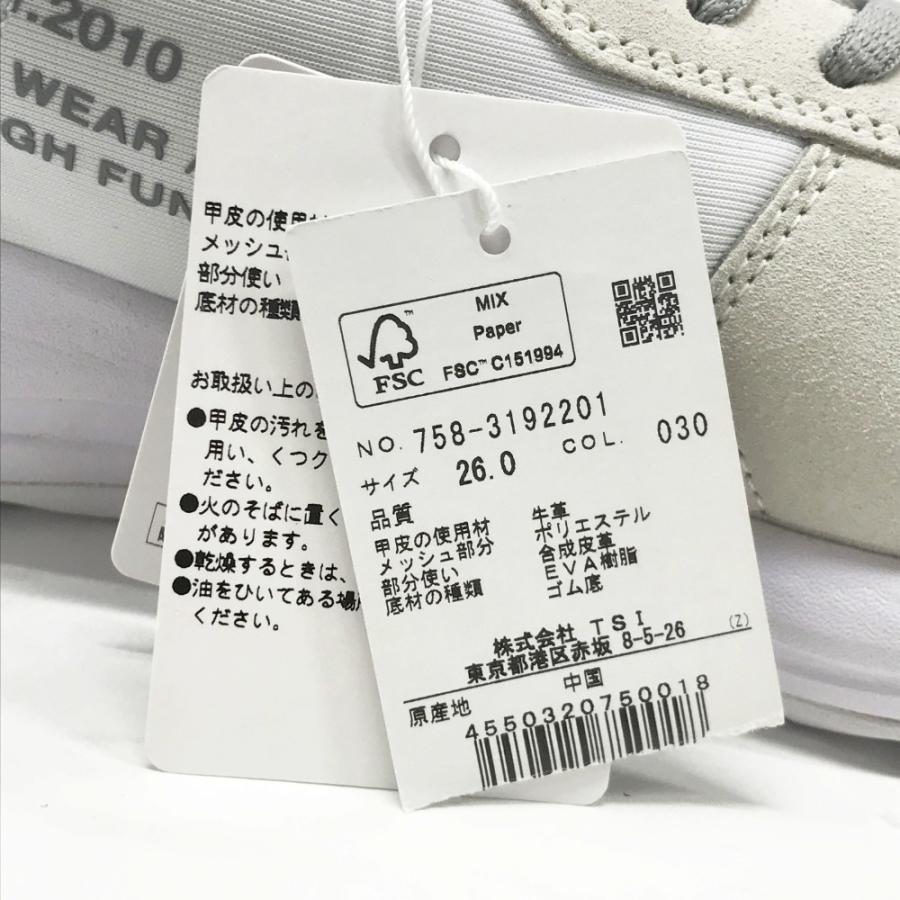 .2010
WEAR
GH FUN
甲皮の使用材
メッシュ
部分使い
底材の種類
お取扱い上の
●甲皮の汚れを
用い、くつク
ださい。
●火のそばに置く
があります。
●乾燥するときは、
●油をひいてある場所
ください。
FSC™
MIX
Paper
FSC™ C151994
NO. 758-3192201 COL. 030
サイズ 26.0
品質
甲皮の使用材 牛革
メッシュ部分 ポリエステル
部分使い 合成皮革
底材の種類 EVA樹脂
ゴム底
株式会社 TSI
東京都港区赤坂 8-5-26 (Z)
原産地 中国
4550320750018